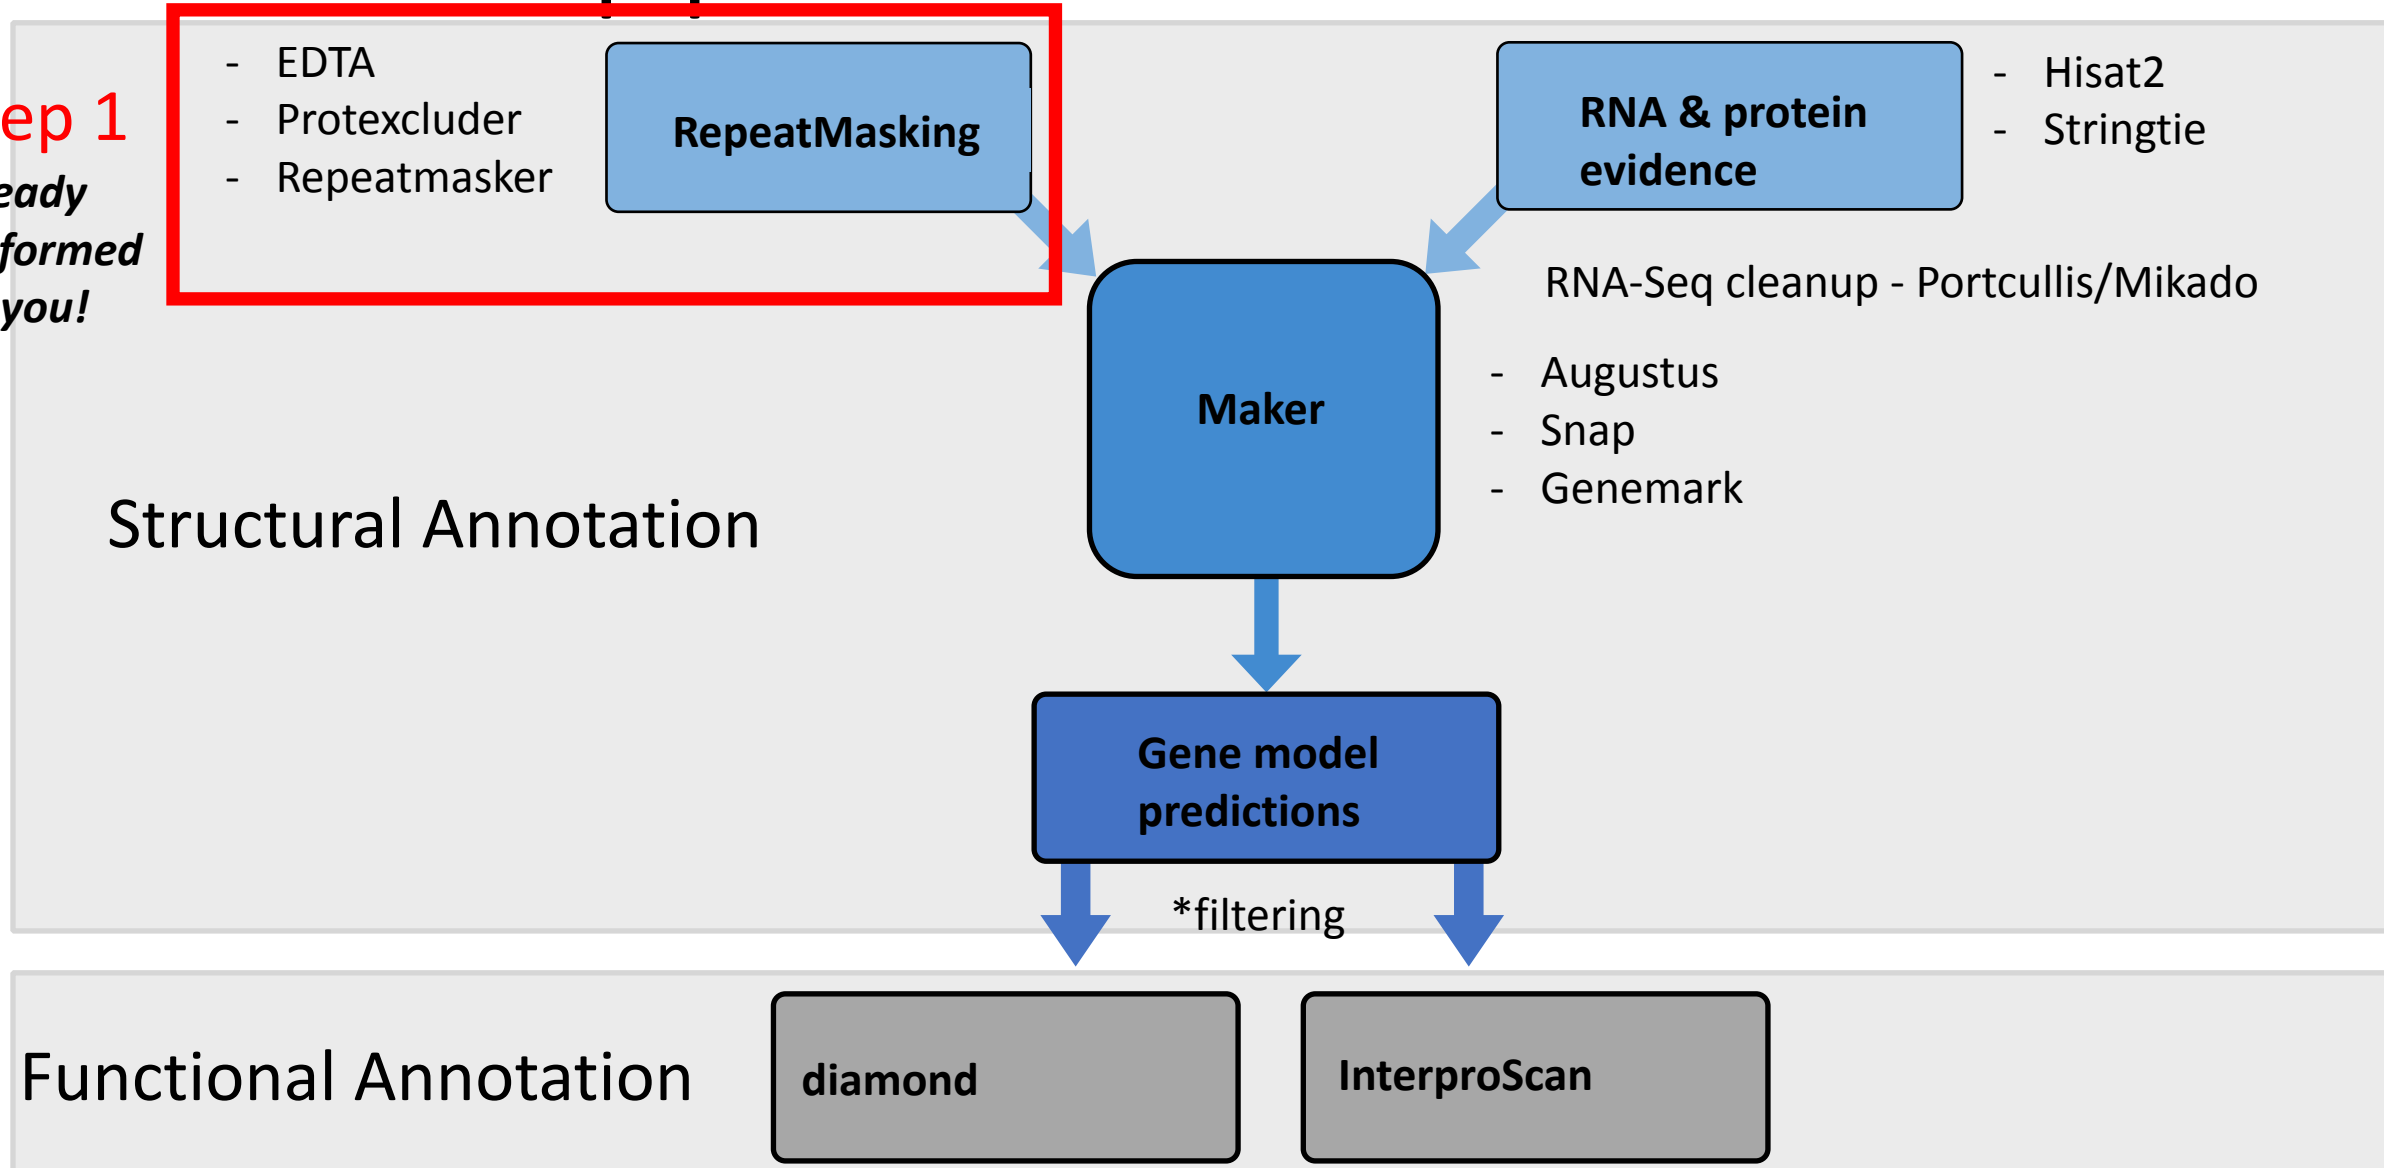 - EDTA
- Protexcluder
- Repeatmasker
ep 1
eady
formed
you!
RepeatMasking
RNA & protein
evidence
- Hisat2
- Stringtie
RNA-Seq cleanup - Portcullis/Mikado
Maker
- Augustus
- Snap
- Genemark
Structural Annotation
Gene model
predictions
*filtering
Functional Annotation
diamond
InterproScan